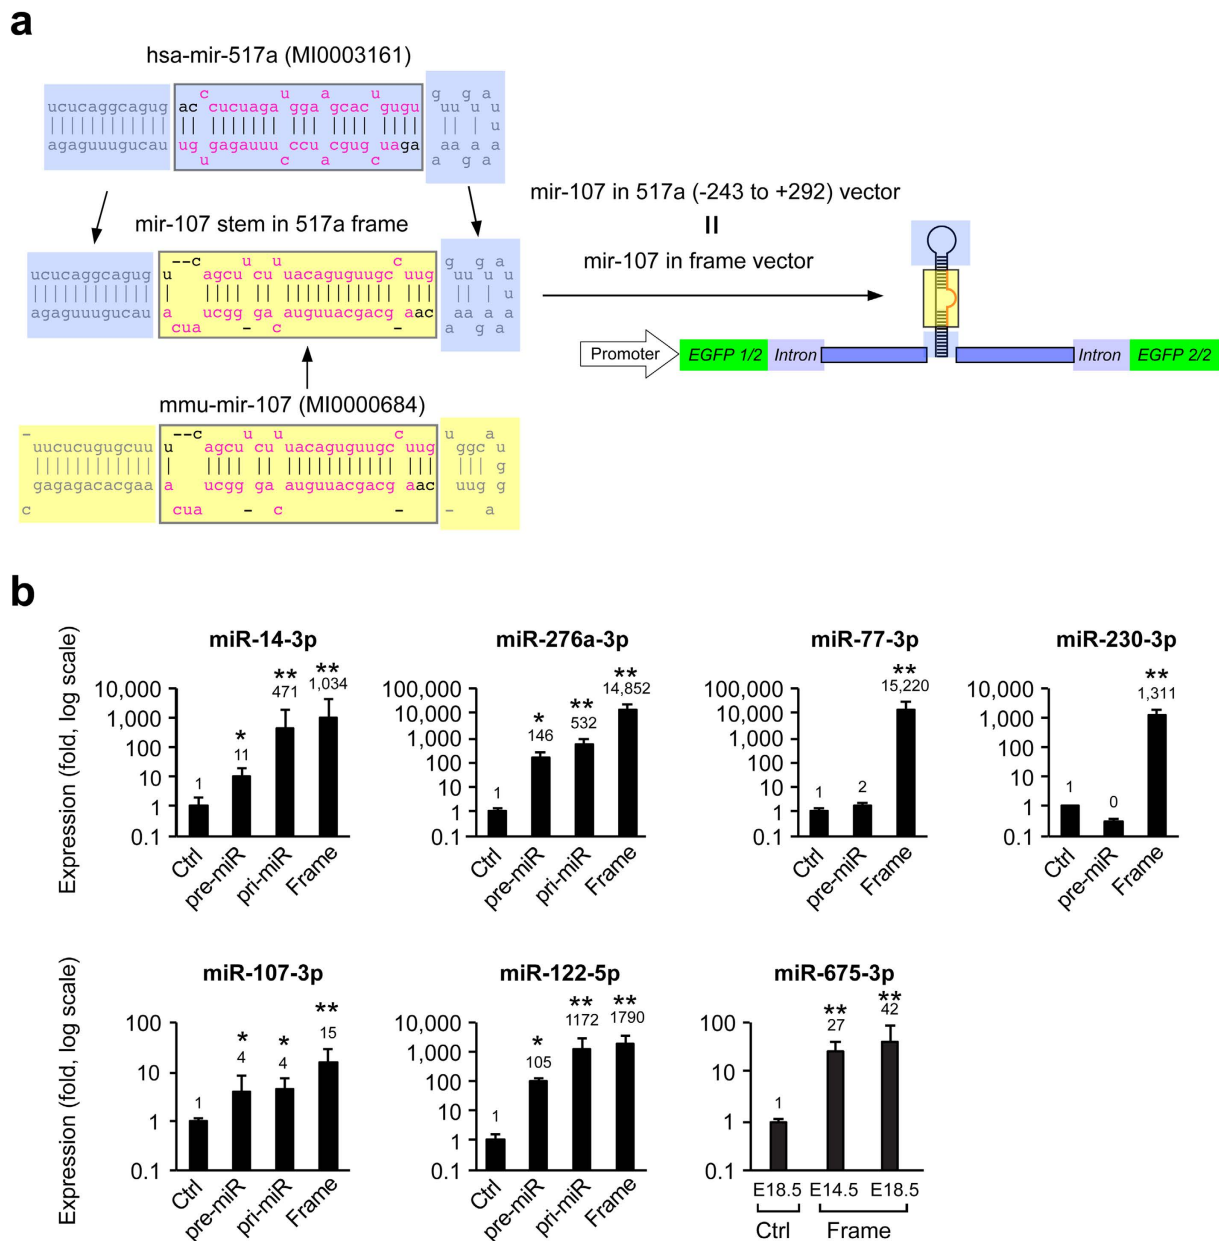 a
hsa-mir-517a (MI0003161)
c u a u g g a
ucucaggcagug ac cucuaga gga gcac gugu uu u u
u
agaguuugucau ug gagauuu ccu cgug uaga aa a a
u c a c g g a
mir-107 stem in 517a frame
--c u u c g g a
ucucaggcagug u agcu cu uacaguguugc uug uu u u
u
agaguuugucau a ucgg ga auguuacgacg aac aa aa a
cua - c - a g a
mmu-mir-107 (MI0000684)
- --c u u c u a
uucucugugcuu u agcu cu uacaguguugc uug ggc u
g
gagagacacgaa a ucgg ga auguuacgacg aac uu g
c cua - c - - a
mir-107 in 517a (-243 to +292) vector
=
mir-107 in frame vector
Promoter EGFP 1/2 Intron Intron EGFP 2/2
b
Expression (fold, log scale)
miR-14-3p
10,000
1,000
100
10
1
0.1
1
*
11
**
471
**
1,034
Ctrl pre-miR pri-miR Frame
miR-276a-3p
100,000
10,000
1,000
100
10
1
0.1
1
*
146
**
532
**
14,852
Ctrl pre-miR pri-miR Frame
miR-77-3p
100,000
10,000
1,000
100
10
1
0.1
1
2
**
15,220
Ctrl pre-miR Frame
miR-230-3p
10,000
1,000
100
10
1
0.1
1
0
**
1,311
Ctrl pre-miR Frame
Expression (fold, log scale)
miR-107-3p
100
10
1
0.1
1
*
4
*
4
**
15
Ctrl pre-miR pri-miR Frame
miR-122-5p
10,000
1,000
100
10
1
0.1
1
*
105
**
1172
**
1790
Ctrl pre-miR pri-miR Frame
miR-675-3p
100
10
1
0.1
1
**
27
**
42
E18.5 E14.5 E18.5
Ctrl Frame